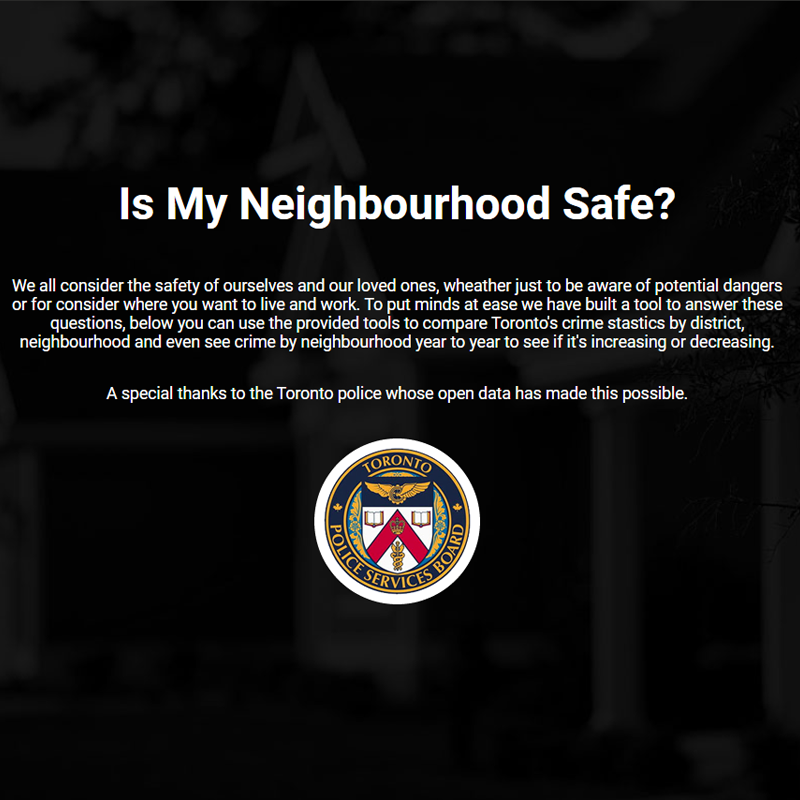 Is My Neighbourhood Safe?
We all consider the safety of ourselves and our loved ones, wheather just to be aware of potential dangers
or for consider where you want to live and work. To put minds at ease we have built a tool to answer these
questions, below you can use the provided tools to compare Toronto's crime stastics by district,
neighbourhood and even see crime by neighbourhood year to year to see if it's increasing or decreasing.
A special thanks to the Toronto police whose open data has made this possible.
TORONTO
POLICE SERVICES BOARD